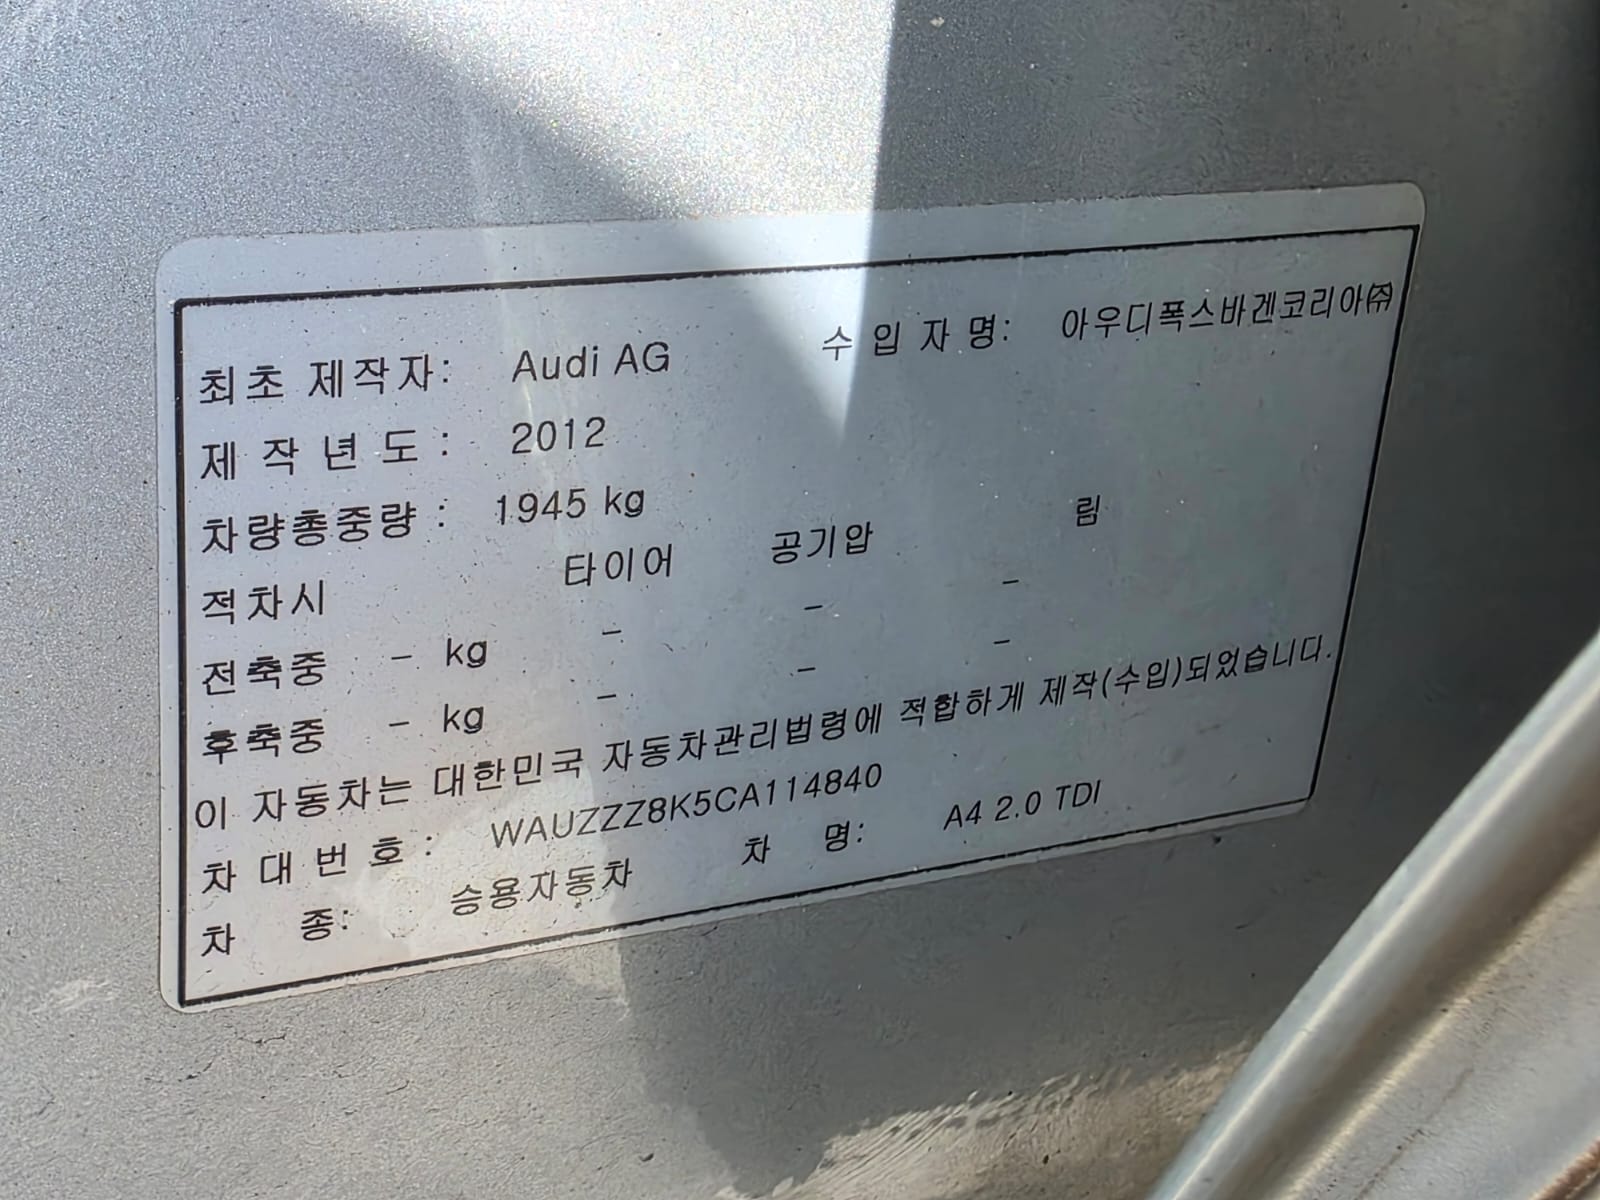 최초 제작자: Audi AG 수 입 자 명: 아우디폭스바겐코리아㈜
제 작 년 도 : 2012
차량총중량 : 1945 kg
적차시 타이어 공기압 림
전축중 - kg - - -
후축중 - kg - - -
이 자동차는 대한민국 자동차관리법령에 적합하게 제작(수입)되었습니다.
차 대 번 호 : WAUZZZ8K5CA114840
차 종: 승용자동차 차 명: A4 2.0 TDI